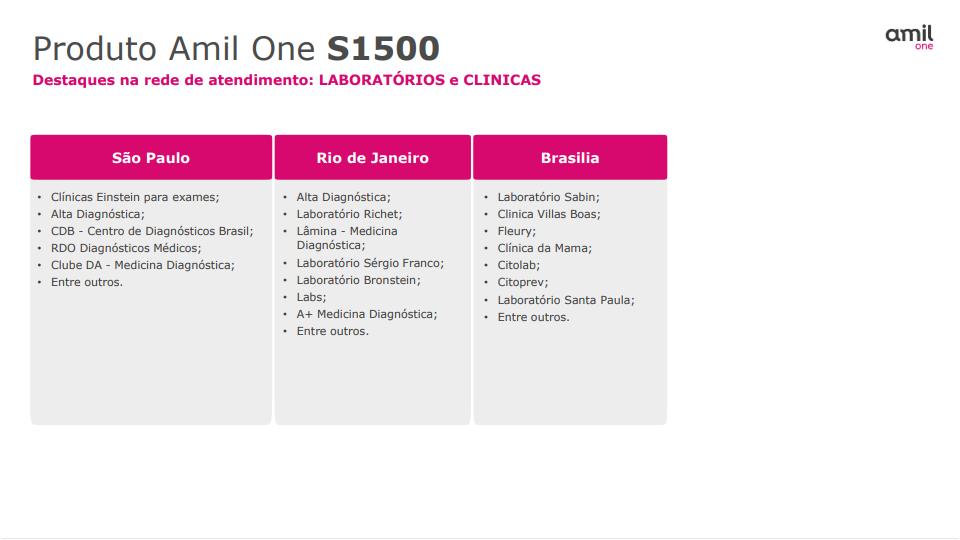 Produto Amil One S1500
amil
one
Destaques na rede de atendimento: LABORATÓRIOS e CLINICAS
São Paulo
• Clínicas Einstein para exames;
• Alta Diagnóstica;
• CDB - Centro de Diagnósticos Brasil;
• RDO Diagnósticos Médicos;
• Clube DA - Medicina Diagnóstica;
• Entre outros.
Rio de Janeiro
• Alta Diagnóstica;
• Laboratório Richet;
• Lâmina - Medicina
Diagnóstica;
• Laboratório Sérgio Franco;
• Laboratório Bronstein;
• Labs;
• A+ Medicina Diagnóstica;
• Entre outros.
Brasilia
• Laboratório Sabin;
• Clinica Villas Boas;
• Fleury;
• Clínica da Mama;
• Citolab;
• Citoprev;
• Laboratório Santa Paula;
• Entre outros.